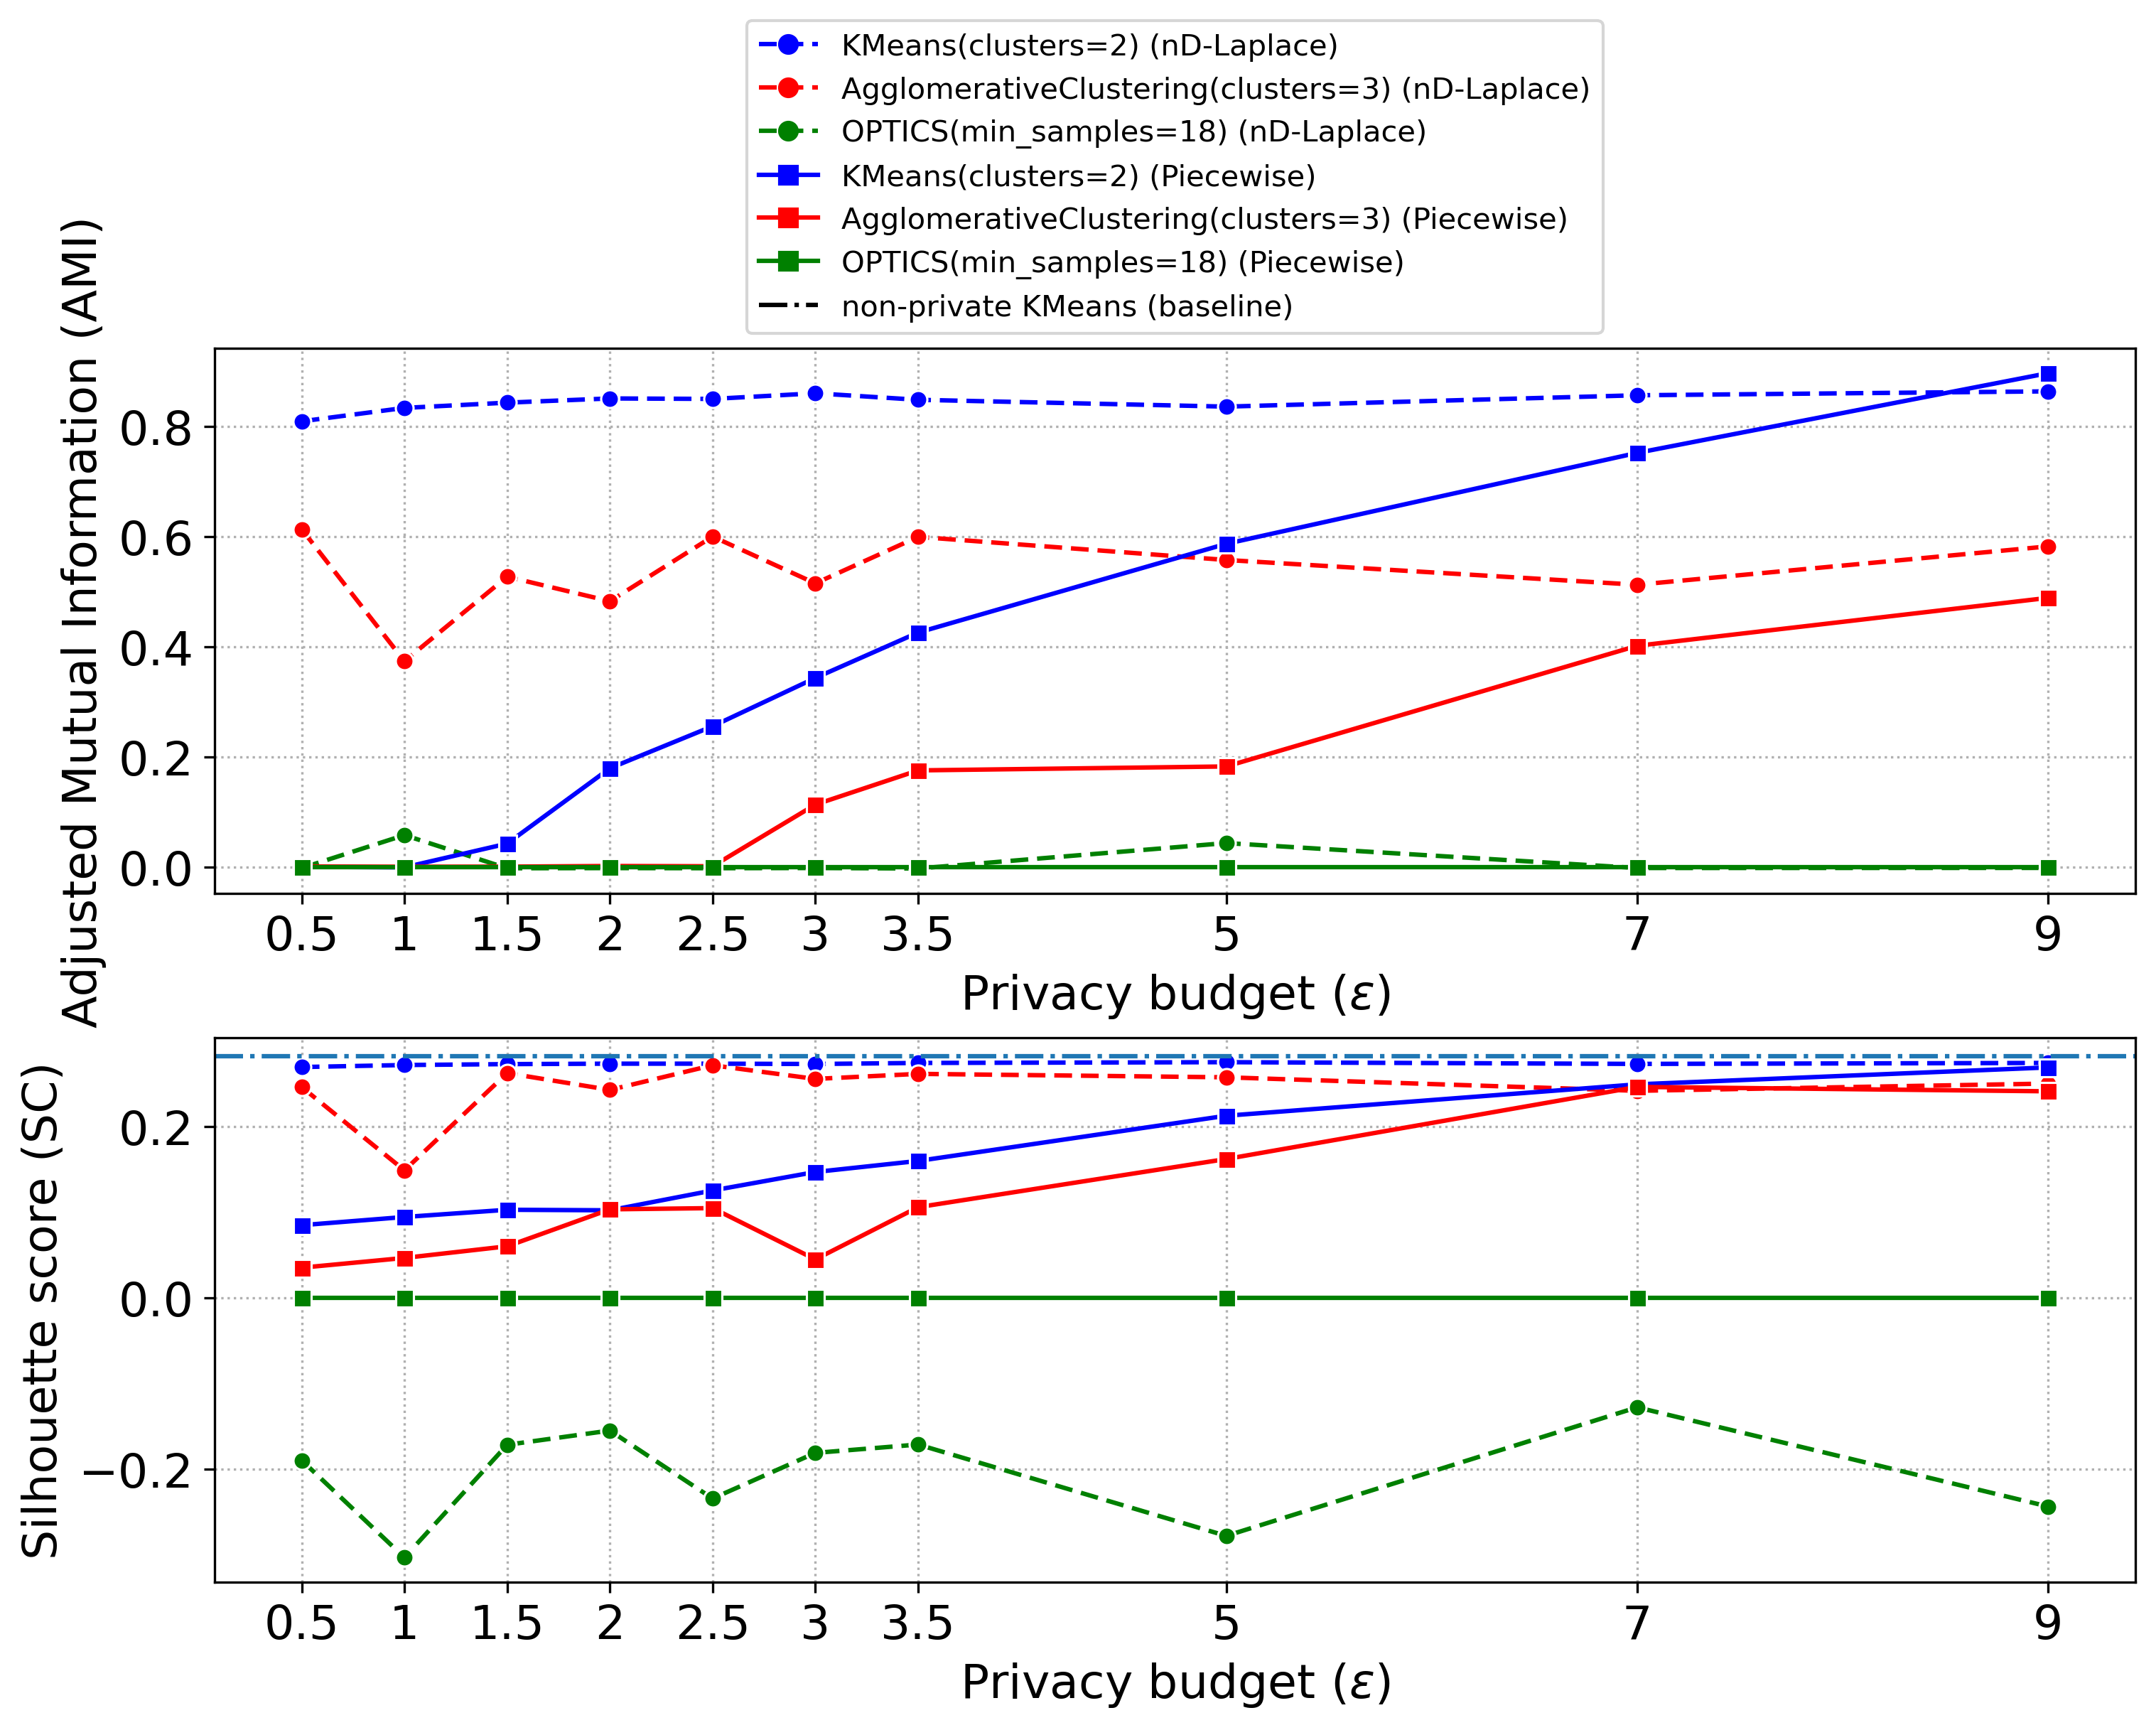 KMeans(clusters=2) (nD-Laplace)
AgglomerativeClustering(clusters=3) (nD-Laplace)
OPTICS(min_samples=18) (nD-Laplace)
KMeans(clusters=2) (Piecewise)
AgglomerativeClustering(clusters=3) (Piecewise)
OPTICS(min_samples=18) (Piecewise)
non-private KMeans (baseline)
Adjusted Mutual Information (AMI)
0.8
0.6
0.4
0.2
0.0
0.5 1 1.5 2 2.5 3 3.5 5 7 9
Privacy budget (ε)
Silhouette score (SC)
0.2
0.0
−0.2
0.5 1 1.5 2 2.5 3 3.5 5 7 9
Privacy budget (ε)